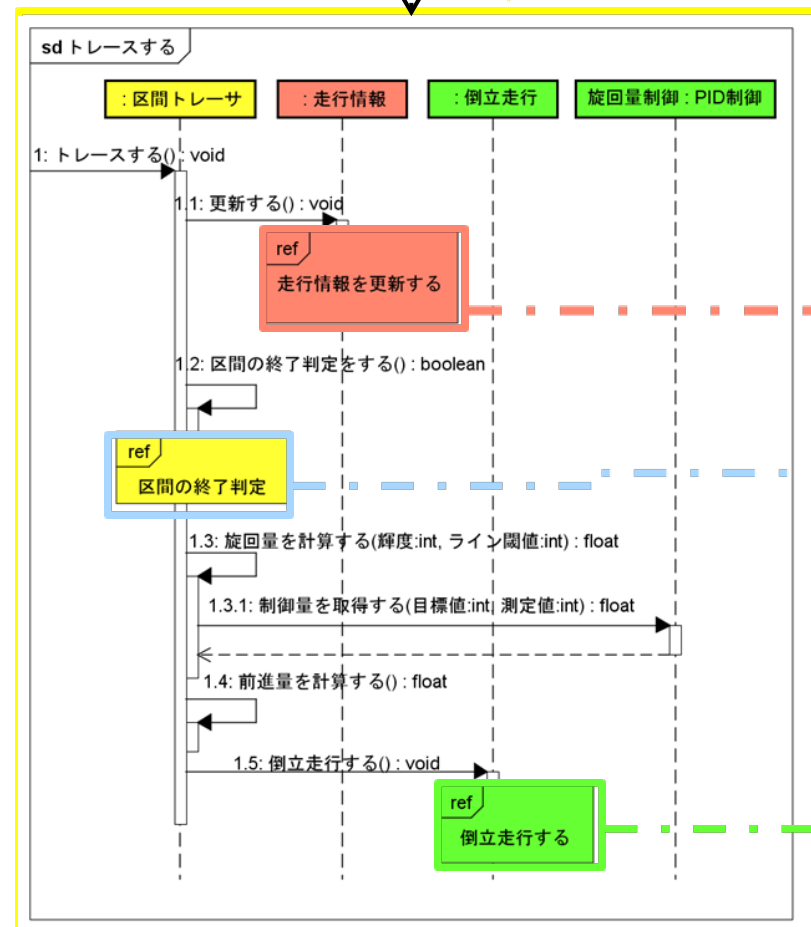 sd トレースする
: 区間トレーサ
: 走行情報
: 倒立走行
旋回量制御 : PID制御
1: トレースする() : void
1.1: 更新する() : void
ref
走行情報を更新する
1.2: 区間の終了判定をする() : boolean
ref
区間の終了判定
1.3: 旋回量を計算する(輝度:int, ライン閾値:int) : float
1.3.1: 制御量を取得する(目標値:int, 測定値:int) : float
1.4: 前進量を計算する() : float
1.5: 倒立走行する() : void
ref
倒立走行する